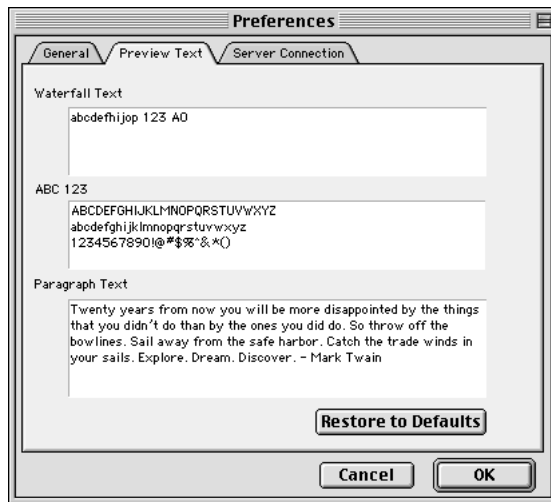 Preferences
General Preview Text Server Connection
Waterfall Text
abcdefhijop 123 AO
ABC 123
ABCDEFGHIJKLMNOPQRSTUVWXYZ
abcdefghijklmnopqrstuvwxyz
1234567890!@#$%^&*()
Paragraph Text
Twenty years from now you will be more disappointed by the things
that you didn't do than by the ones you did do. So throw off the
bowlines. Sail away from the safe harbor. Catch the trade winds in
your sails. Explore. Dream. Discover. - Mark Twain
Restore to Defaults
Cancel OK